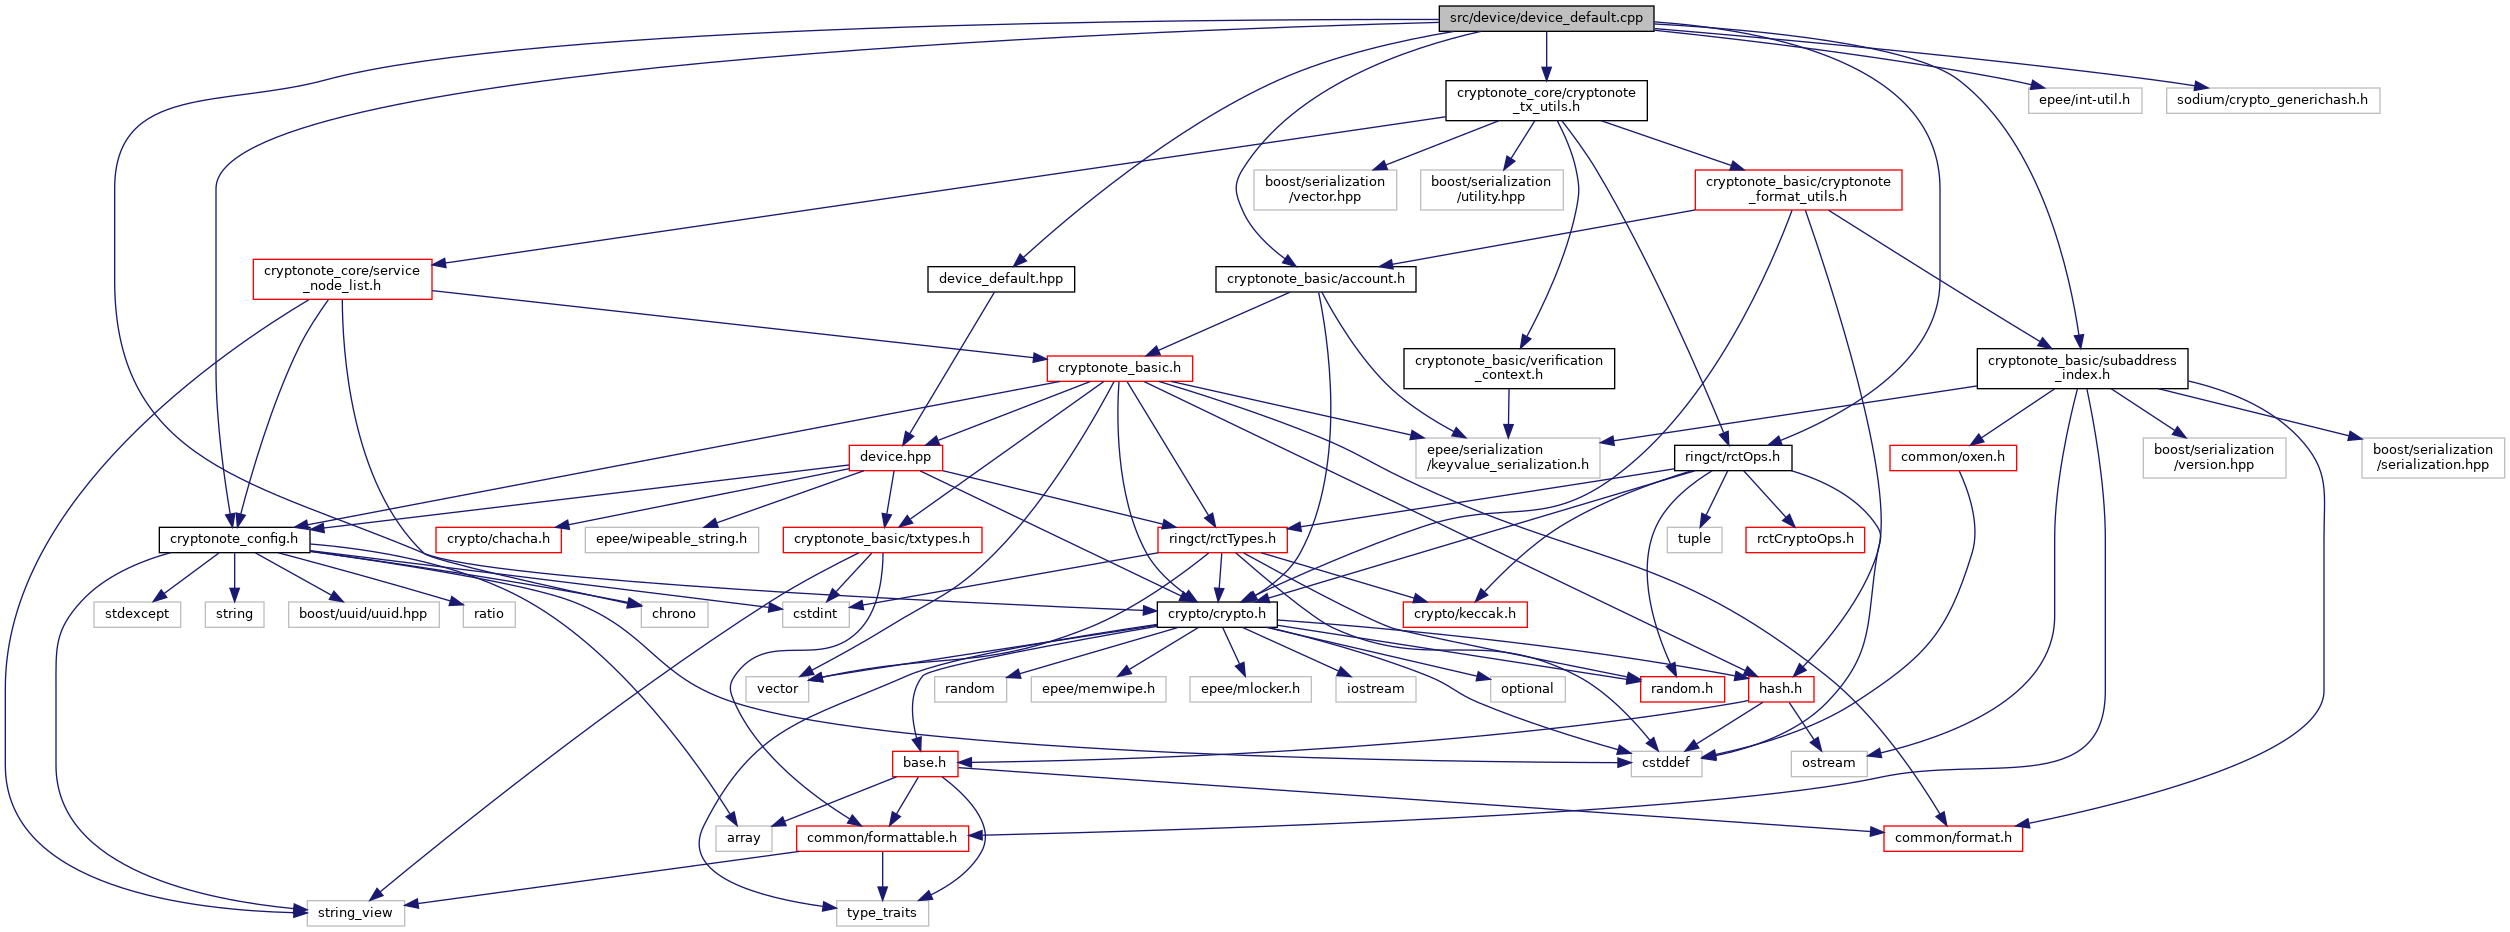 src/device/device_default.cpp
cryptonote_core/cryptonote
_tx_utils.h
epee/int-util.h
sodium/crypto_generichash.h
boost/serialization
/vector.hpp
boost/serialization
/utility.hpp
cryptonote_basic/cryptonote
_format_utils.h
cryptonote_core/service
_node_list.h
device_default.hpp
cryptonote_basic/account.h
cryptonote_basic.h
cryptonote_basic/verification
_context.h
cryptonote_basic/subaddress
_index.h
device.hpp
epee/serialization
/keyvalue_serialization.h
ringct/rctOps.h
common/oxen.h
boost/serialization
/version.hpp
boost/serialization
/serialization.hpp
cryptonote_config.h
crypto/chacha.h
epee/wipeable_string.h
cryptonote_basic/txtypes.h
ringct/rctTypes.h
tuple
rctCryptoOps.h
stdexcept
string
boost/uuid/uuid.hpp
ratio
chrono
cstdint
crypto/crypto.h
crypto/keccak.h
vector
random
epee/memwipe.h
epee/mlocker.h
iostream
optional
random.h
hash.h
base.h
cstddef
ostream
array
common/formattable.h
common/format.h
string_view
type_traits